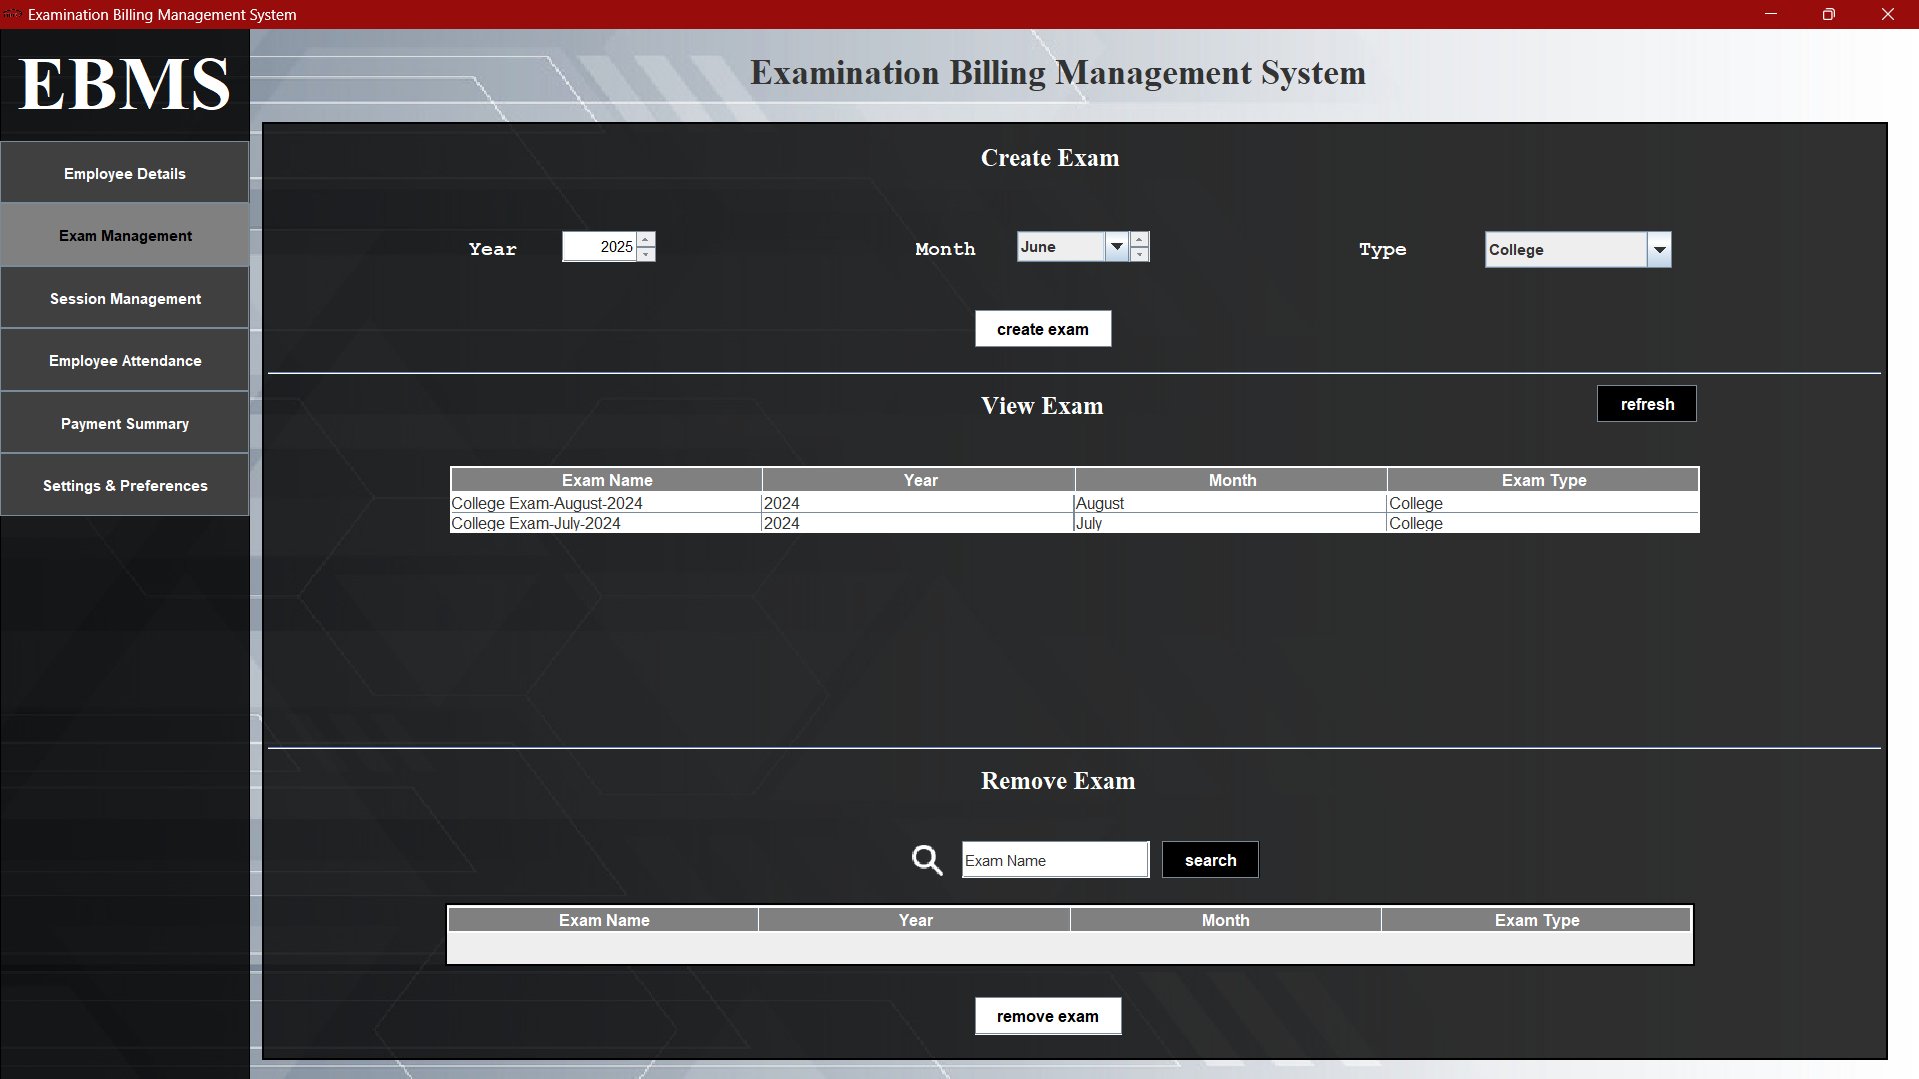 Examination Billing Management System
EBMS
Examination Billing Management System
Employee Details
Exam Management
Session Management
Employee Attendance
Payment Summary
Settings & Preferences
Create Exam
Year 2025 Month June Type College
create exam
View Exam refresh
Exam Name Year Month Exam Type
College Exam-August-2024 2024 August College
College Exam-July-2024 2024 July College
Remove Exam
Exam Name search
Exam Name Year Month Exam Type
remove exam